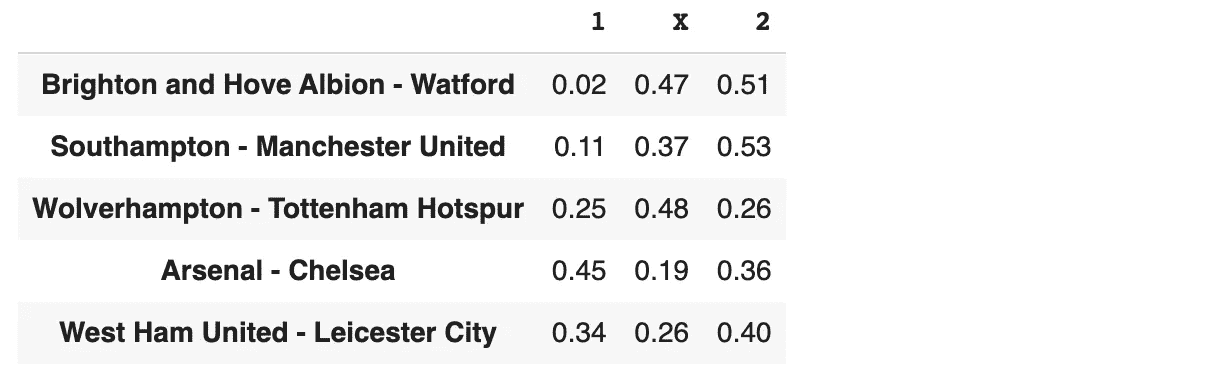 1 X 2
Brighton and Hove Albion - Watford 0.02 0.47 0.51
Southampton - Manchester United 0.11 0.37 0.53
Wolverhampton - Tottenham Hotspur 0.25 0.48 0.26
Arsenal - Chelsea 0.45 0.19 0.36
West Ham United - Leicester City 0.34 0.26 0.40